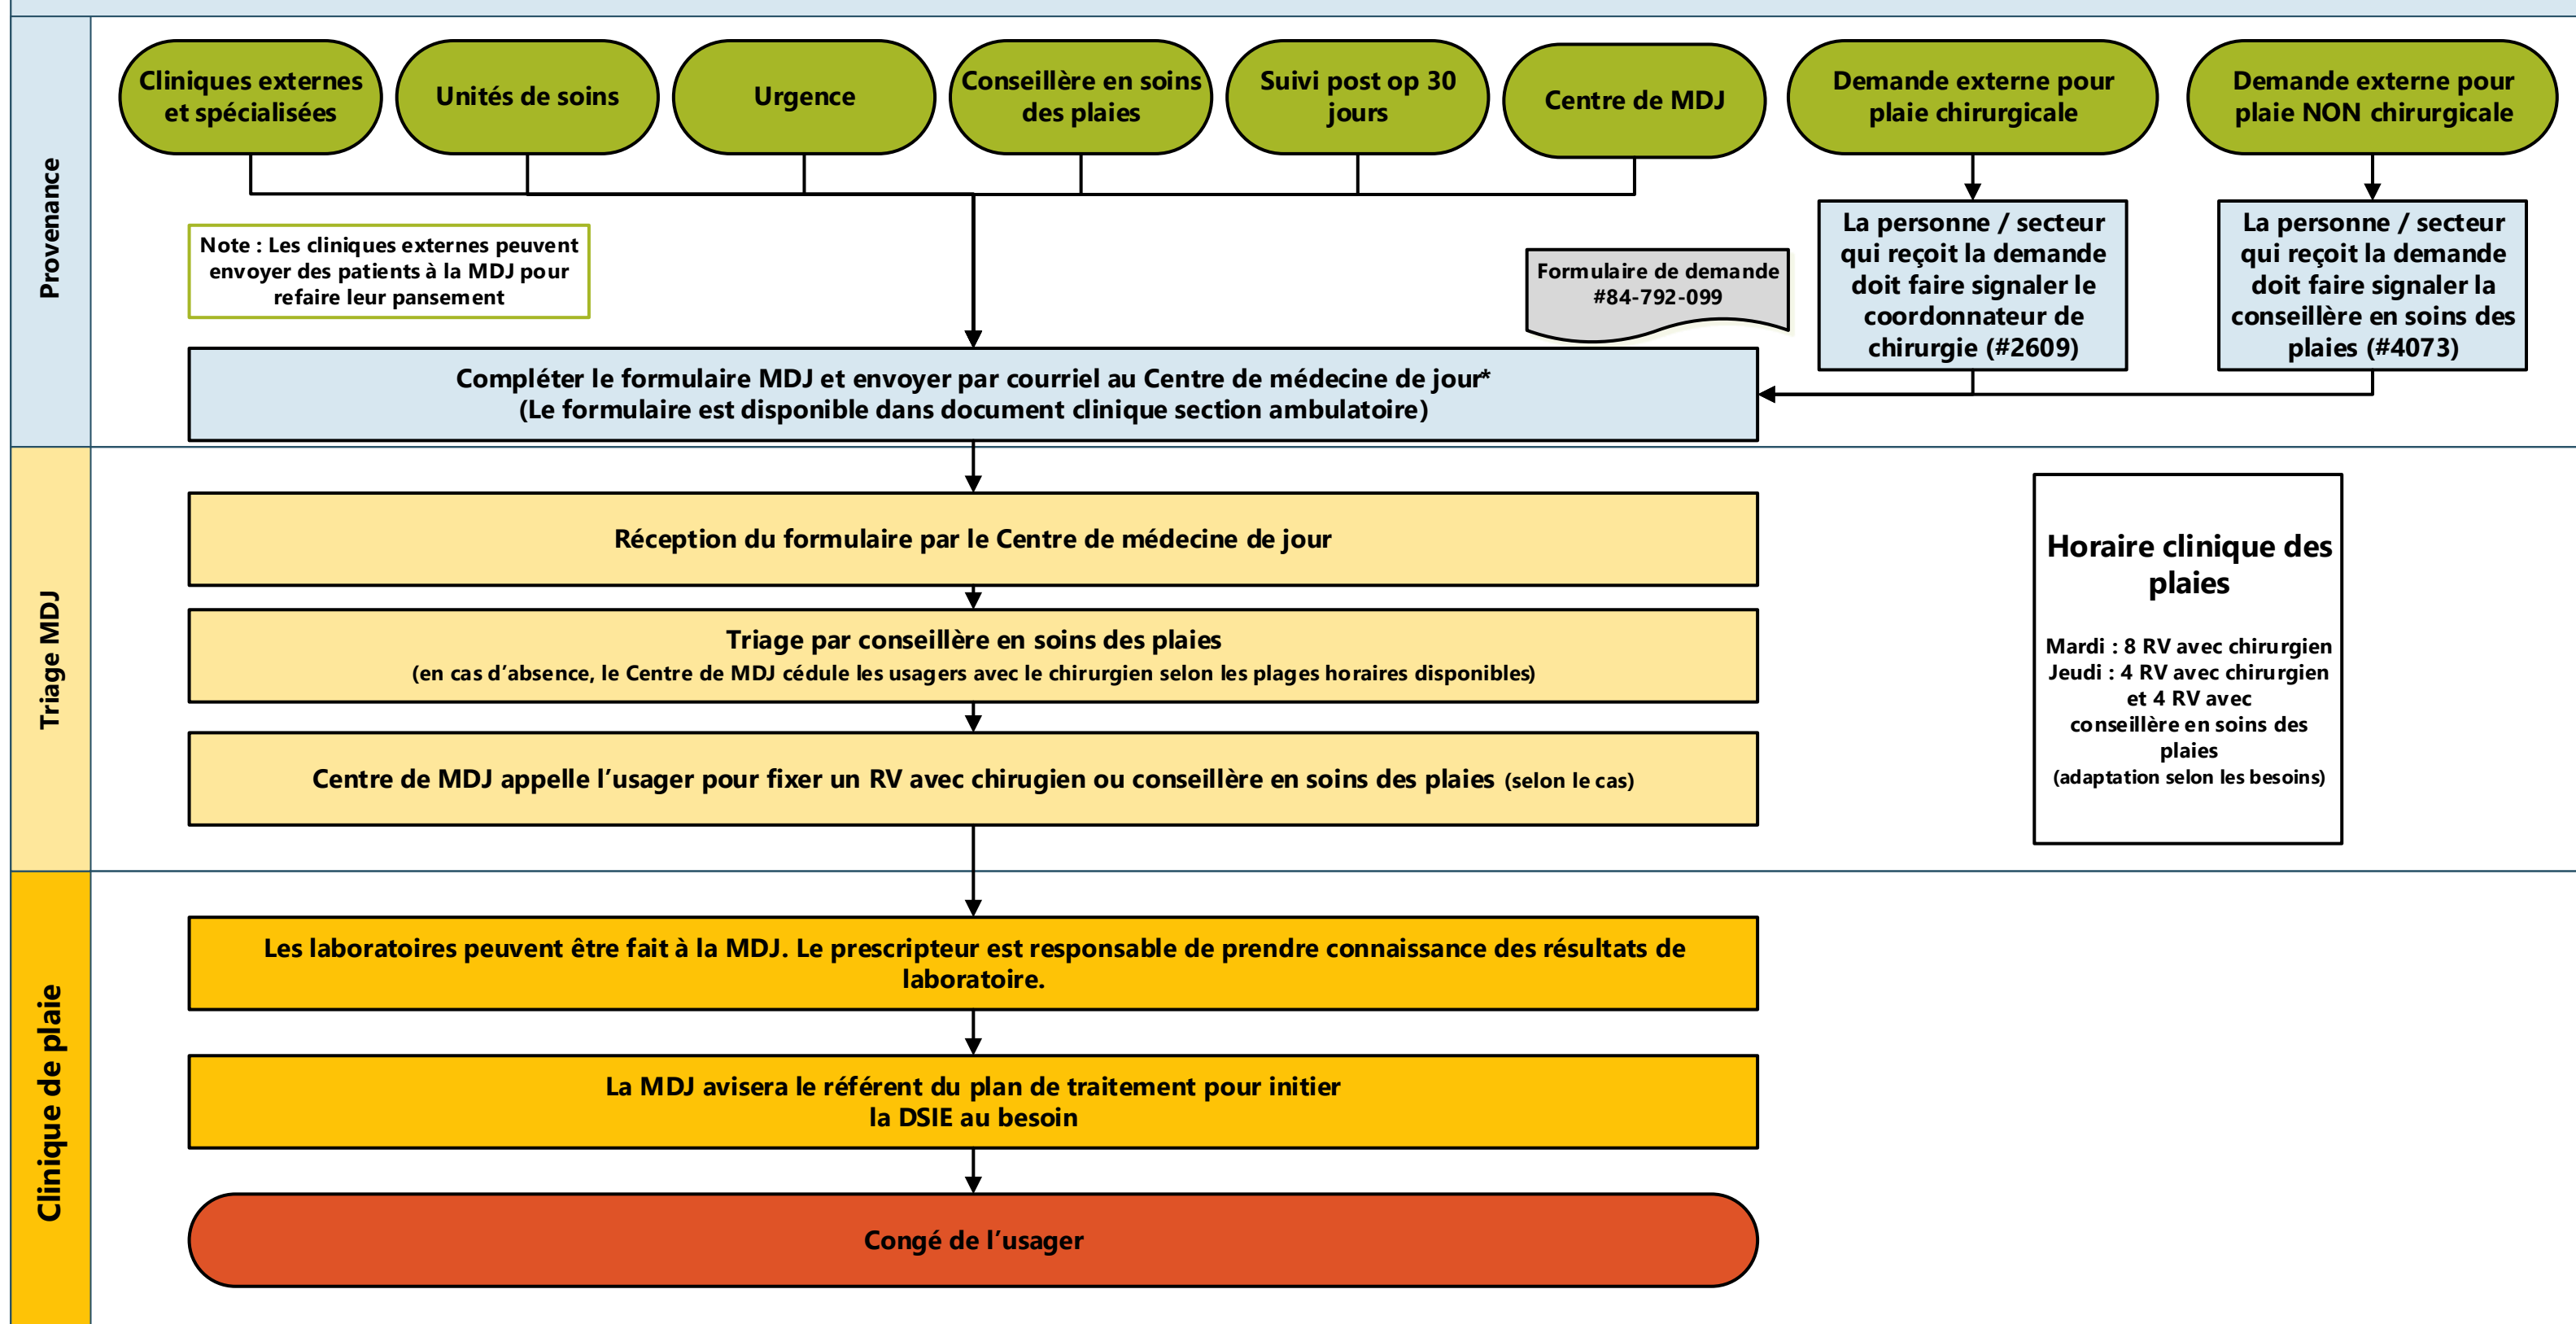 Provenance
Cliniques externes
et spécialisées
Unités de soins
Urgence
Conseillère en soins
des plaies
Suivi post op 30
jours
Centre de MDJ
Demande externe pour
plaie chirurgicale
Demande externe pour
plaie NON chirurgicale
Note : Les cliniques externes peuvent
envoyer des patients à la MDJ pour
refaire leur pansement
Formulaire de demande
#84-792-099
La personne / secteur
qui reçoit la demande
doit faire signaler le
coordonnateur de
chirurgie (#2609)
La personne / secteur
qui reçoit la demande
doit faire signaler la
conseillère en soins des
plaies (#4073)
Compléter le formulaire MDJ et envoyer par courriel au Centre de médecine de jour*
(Le formulaire est disponible dans document clinique section ambulatoire)
Triage MDJ
Réception du formulaire par le Centre de médecine de jour
Triage par conseillère en soins des plaies
(en cas d’absence, le Centre de MDJ cédule les usagers avec le chirurgien selon les plages horaires disponibles)
Centre de MDJ appelle l’usager pour fixer un RV avec chirugien ou conseillère en soins des plaies (selon le cas)
Horaire clinique des
plaies
Mardi : 8 RV avec chirurgien
Jeudi : 4 RV avec chirurgien
et 4 RV avec
conseillère en soins des
plaies
(adaptation selon les besoins)
Clinique de plaie
Les laboratoires peuvent être fait à la MDJ. Le prescripteur est responsable de prendre connaissance des résultats de
laboratoire.
La MDJ avisera le référent du plan de traitement pour initier
la DSIE au besoin
Congé de l’usager